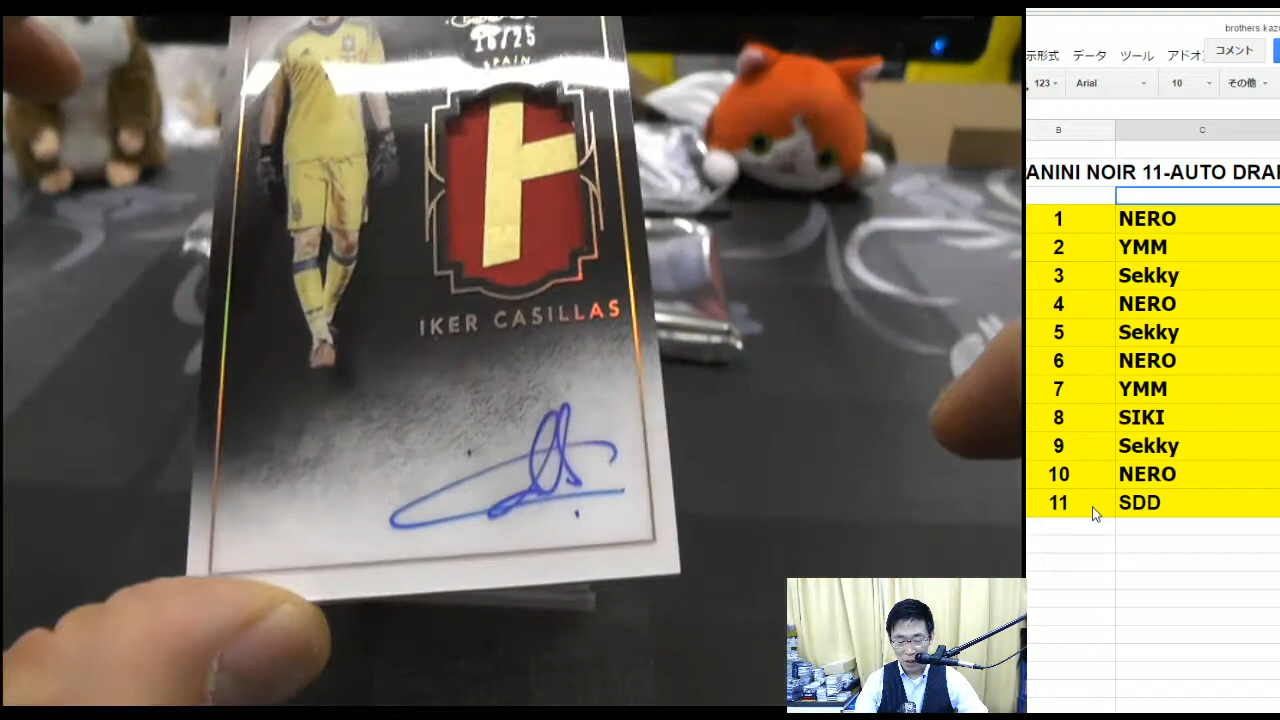 16/25
SPAIN
IKER CASILLAS
brothers.kaz
示形式 データ ツール アドオ
コメント
123 Arial 10 その他
B C
ANINI NOIR 11-AUTO DRA
1 NERO
2 YMM
3 Sekky
4 NERO
5 Sekky
6 NERO
7 YMM
8 SIKI
9 Sekky
10 NERO
11 SDD